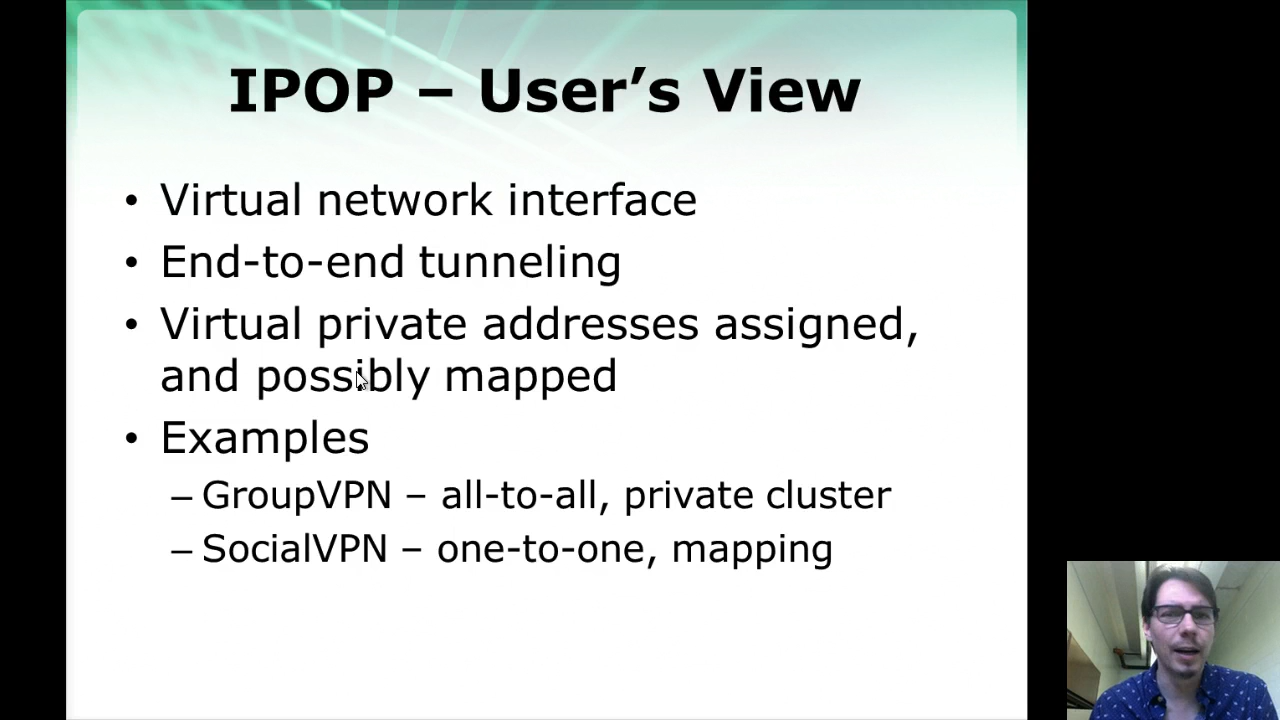 IPOP – User’s View
• Virtual network interface
• End-to-end tunneling
• Virtual private addresses assigned,
and possibly mapped
• Examples
– GroupVPN – all-to-all, private cluster
– SocialVPN – one-to-one, mapping